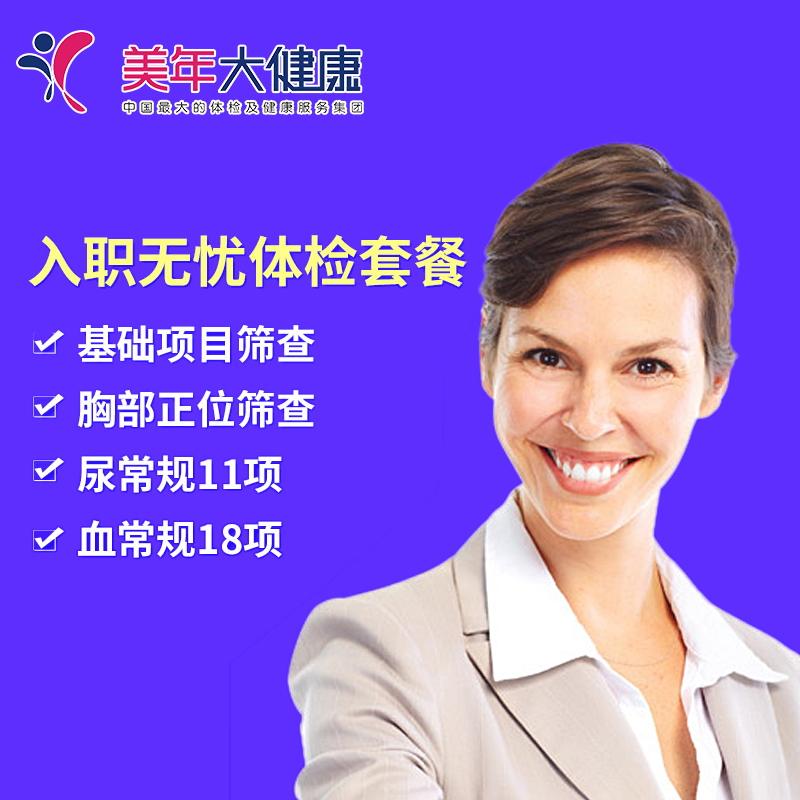 美年大健康
中国最大的体检及健康服务集团
入职无忧体检套餐
基础项目筛查
胸部正位筛查
尿常规11项
血常规18项